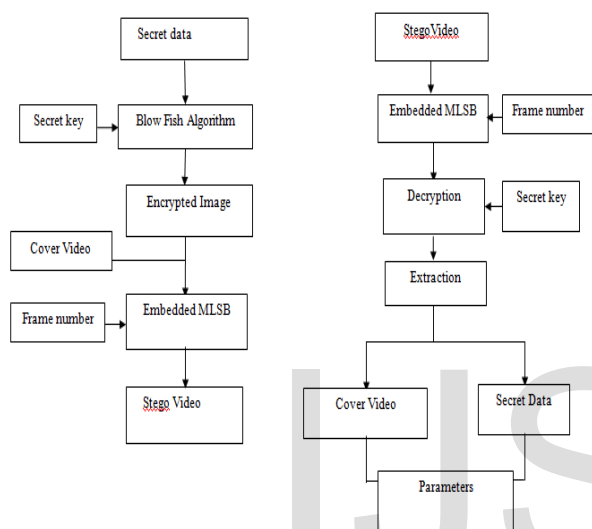 Secret data
Secret key
Blow Fish Algorithm
Encrypted Image
Cover Video
Frame number
Embedded MLSB
Stego Video
StegoVideo
Embedded MLSB
Frame number
Decryption
Secret key
Extraction
Cover Video
Secret Data
Parameters
IJS